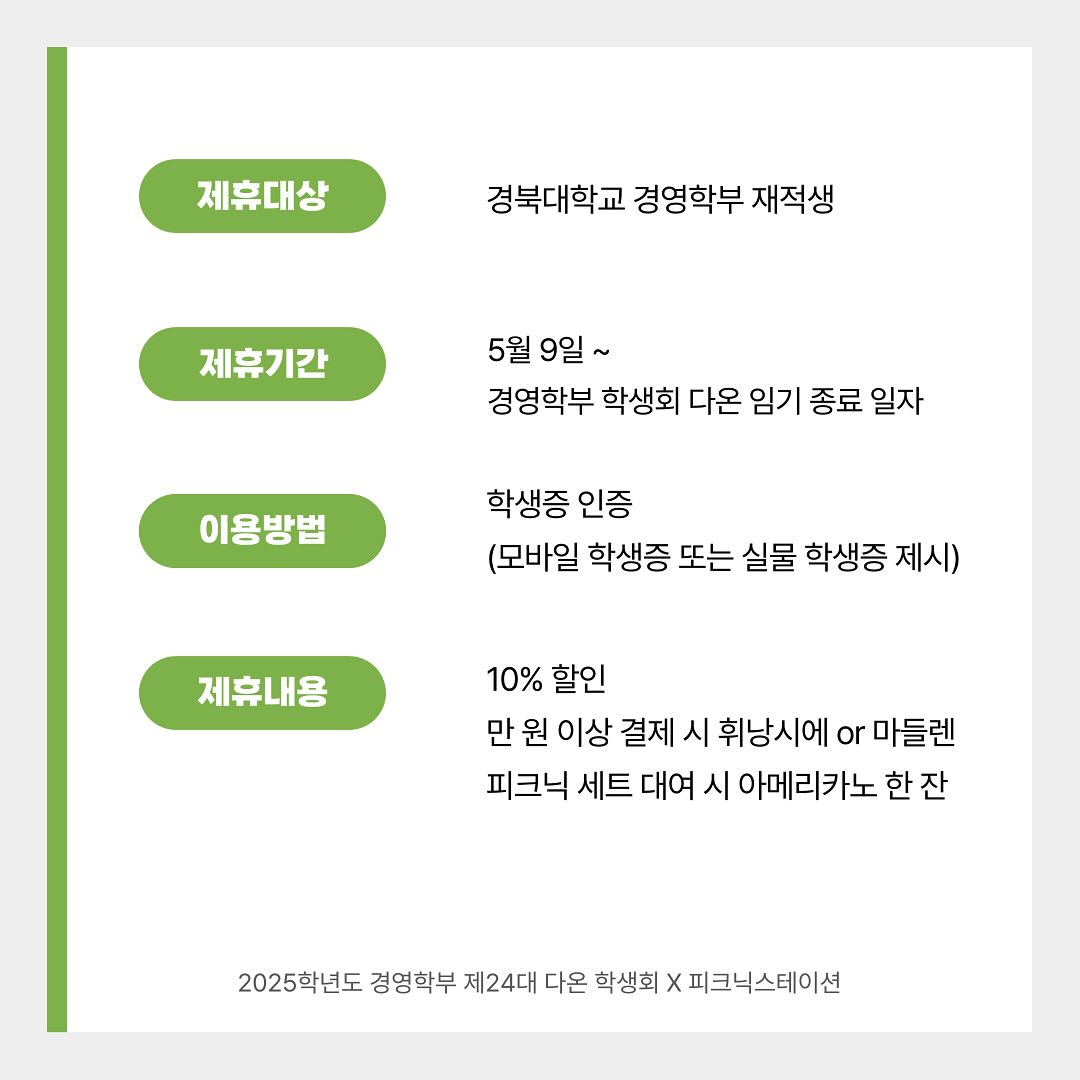 제휴대상
경북대학교 경영학부 재적생
제휴기간
5월 9일 ~
경영학부 학생회 다온 임기 종료 일자
이용방법
학생증 인증
(모바일 학생증 또는 실물 학생증 제시)
제휴내용
10% 할인
만 원 이상 결제 시 휘낭시에 or 마들렌
피크닉 세트 대여 시 아메리카노 한 잔
2025학년도 경영학부 제24대 다온 학생회 X 피크닉스테이션